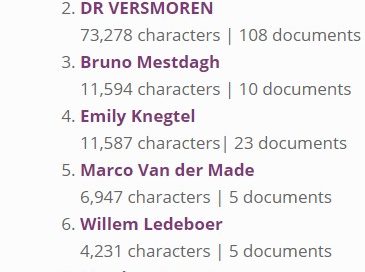 2. DR VERSMOREN
73,278 characters | 108 documents
3. Bruno Mestdagh
11,594 characters | 10 documents
4. Emily Knegtel
11,587 characters| 23 documents
5. Marco Van der Made
6,947 characters | 5 documents
6. Willem Ledeboer
4,231 characters | 5 documents